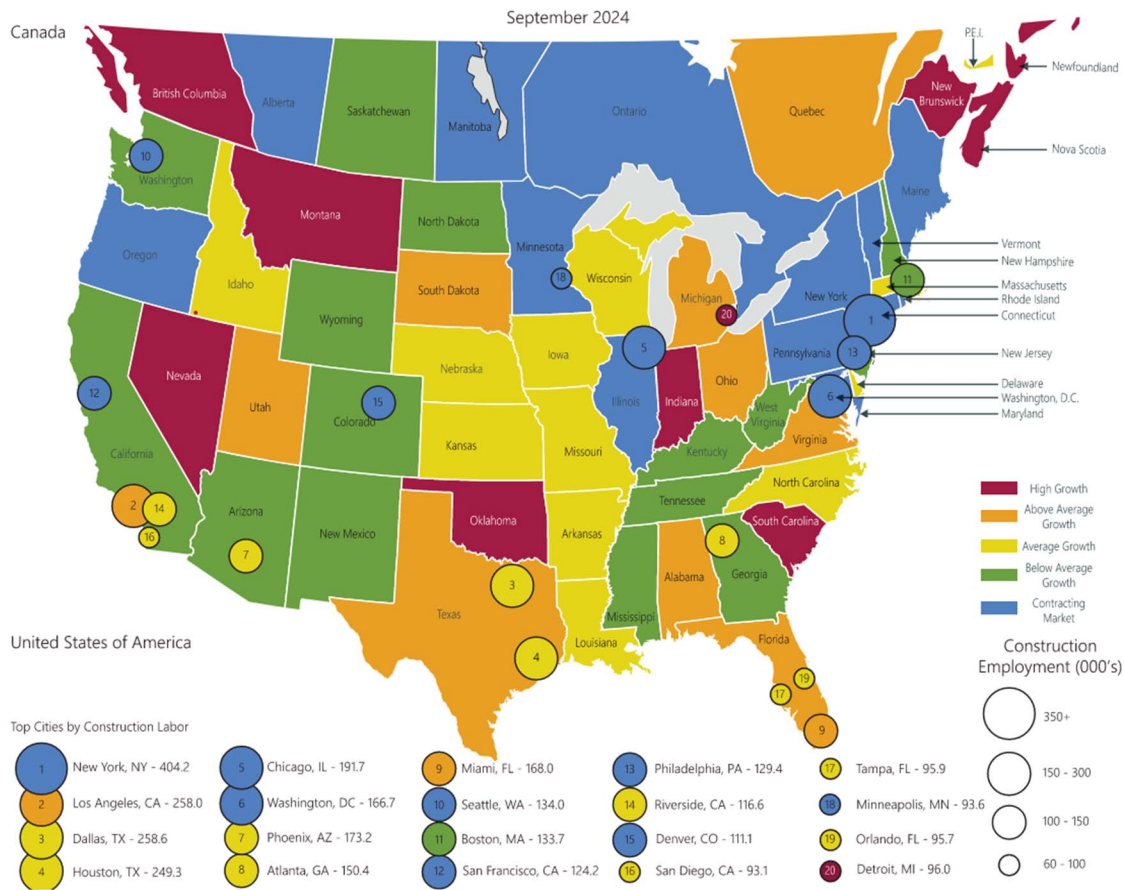 September 2024
Canada
P.E.I.
Newfoundland
British Columbia
Alberta
Saskatchewan
Manitoba
Ontario
Quebec
New
Brunswick
Nova Scotia
10
Washington
Montana
North Dakota
Minnesota
Maine
Oregon
Idaho
Wyoming
South Dakota
18
Wisconsin
Michigan
20
New York
Vermont
New Hampshire
11
Massachusetts
Rhode Island
1
Connecticut
Nevada
Utah
Nebraska
Iowa
5
Illinois
Indiana
Ohio
Pennsylvania
13
New Jersey
12
15
Colorado
6
Delaware
Washington, D.C.
Maryland
California
Kansas
Missouri
West
Virginia
Virginia
Kentucky
2
14
16
Arizona
7
New Mexico
Oklahoma
Arkansas
Tennessee
North Carolina
South Carolina
8
Georgia
3
Texas
4
Louisiana
Mississippi
Alabama
Florida
19
17
9
High Growth
Above Average
Growth
Average Growth
Below Average
Growth
Contracting
Market
United States of America
Construction
Employment (000's)
350+
150 - 300
100 - 150
60 - 100
Top Cities by Construction Labor
1 New York, NY - 404.2
2 Los Angeles, CA - 258.0
3 Dallas, TX - 258.6
4 Houston, TX - 249.3
5 Chicago, IL - 191.7
6 Washington, DC - 166.7
7 Phoenix, AZ - 173.2
8 Atlanta, GA - 150.4
9 Miami, FL - 168.0
10 Seattle, WA - 134.0
11 Boston, MA - 133.7
12 San Francisco, CA - 124.2
13 Philadelphia, PA - 129.4
14 Riverside, CA - 116.6
15 Denver, CO - 111.1
16 San Diego, CA - 93.1
17 Tampa, FL - 95.9
18 Minneapolis, MN - 93.6
19 Orlando, FL - 95.7
20 Detroit, MI - 96.0